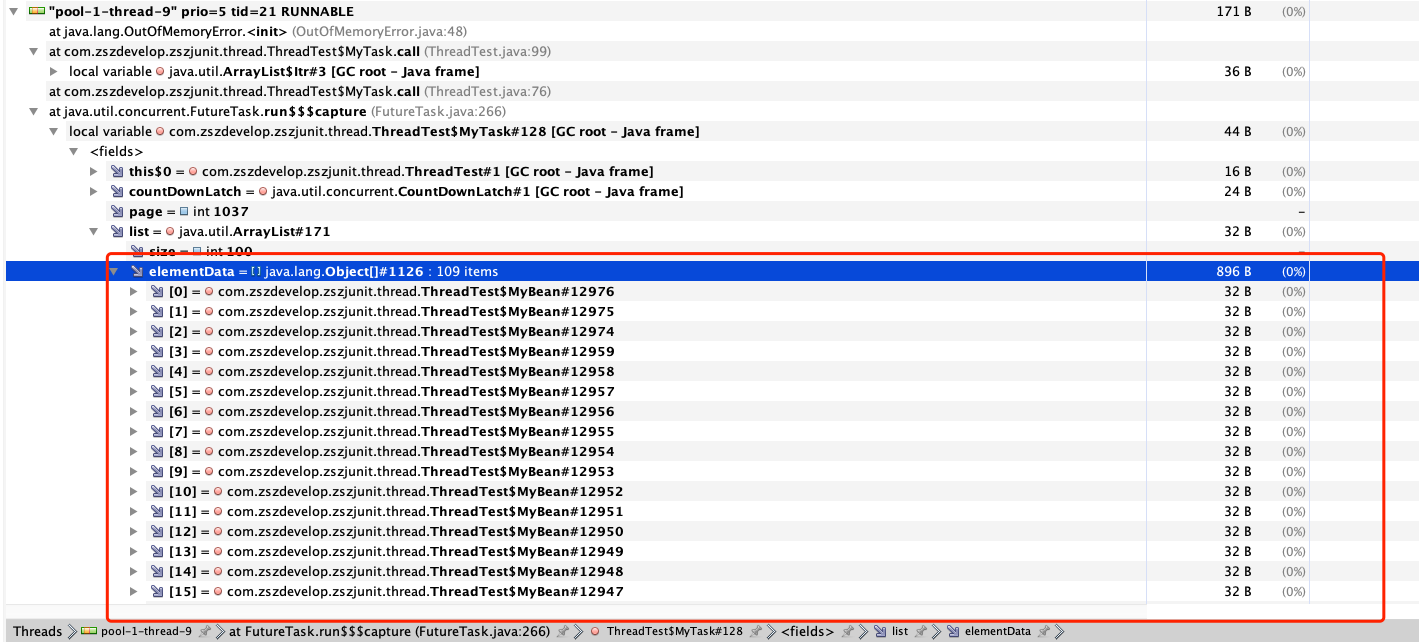 "pool-1-thread-9" prio=5 tid=21 RUNNABLE 171 B (0%)
at java.lang.OutOfMemoryError.<init> (OutOfMemoryError.java:48)
at com.zszdevelop.zszjunit.thread.ThreadTest$MyTask.call (ThreadTest.java:99)
local variable java.util.ArrayList$Itr#3 [GC root - Java frame] 36 B (0%)
at com.zszdevelop.zszjunit.thread.ThreadTest$MyTask.call (ThreadTest.java:76)
at java.util.concurrent.FutureTask.run$$$capture (FutureTask.java:266)
local variable com.zszdevelop.zszjunit.thread.ThreadTest$MyTask#128 [GC root - Java frame] 44 B (0%)
<fields>
this$0 = com.zszdevelop.zszjunit.thread.ThreadTest#1 [GC root - Java frame] 16 B (0%)
countDownLatch = java.util.concurrent.CountDownLatch#1 [GC root - Java frame] 24 B (0%)
page = int 1037 –
list = java.util.ArrayList#171 32 B (0%)
size = int 100 –
elementData = [] java.lang.Object[]#1126 : 109 items 896 B (0%)
[0] = com.zszdevelop.zszjunit.thread.ThreadTest$MyBean#12976 32 B (0%)
[1] = com.zszdevelop.zszjunit.thread.ThreadTest$MyBean#12975 32 B (0%)
[2] = com.zszdevelop.zszjunit.thread.ThreadTest$MyBean#12974 32 B (0%)
[3] = com.zszdevelop.zszjunit.thread.ThreadTest$MyBean#12959 32 B (0%)
[4] = com.zszdevelop.zszjunit.thread.ThreadTest$MyBean#12958 32 B (0%)
[5] = com.zszdevelop.zszjunit.thread.ThreadTest$MyBean#12957 32 B (0%)
[6] = com.zszdevelop.zszjunit.thread.ThreadTest$MyBean#12956 32 B (0%)
[7] = com.zszdevelop.zszjunit.thread.ThreadTest$MyBean#12955 32 B (0%)
[8] = com.zszdevelop.zszjunit.thread.ThreadTest$MyBean#12954 32 B (0%)
[9] = com.zszdevelop.zszjunit.thread.ThreadTest$MyBean#12953 32 B (0%)
[10] = com.zszdevelop.zszjunit.thread.ThreadTest$MyBean#12952 32 B (0%)
[11] = com.zszdevelop.zszjunit.thread.ThreadTest$MyBean#12951 32 B (0%)
[12] = com.zszdevelop.zszjunit.thread.ThreadTest$MyBean#12950 32 B (0%)
[13] = com.zszdevelop.zszjunit.thread.ThreadTest$MyBean#12949 32 B (0%)
[14] = com.zszdevelop.zszjunit.thread.ThreadTest$MyBean#12948 32 B (0%)
[15] = com.zszdevelop.zszjunit.thread.ThreadTest$MyBean#12947 32 B (0%)
Threads pool-1-thread-9 at FutureTask.run$$$capture (FutureTask.java:266) ThreadTest$MyTask#128 <fields> list elementData